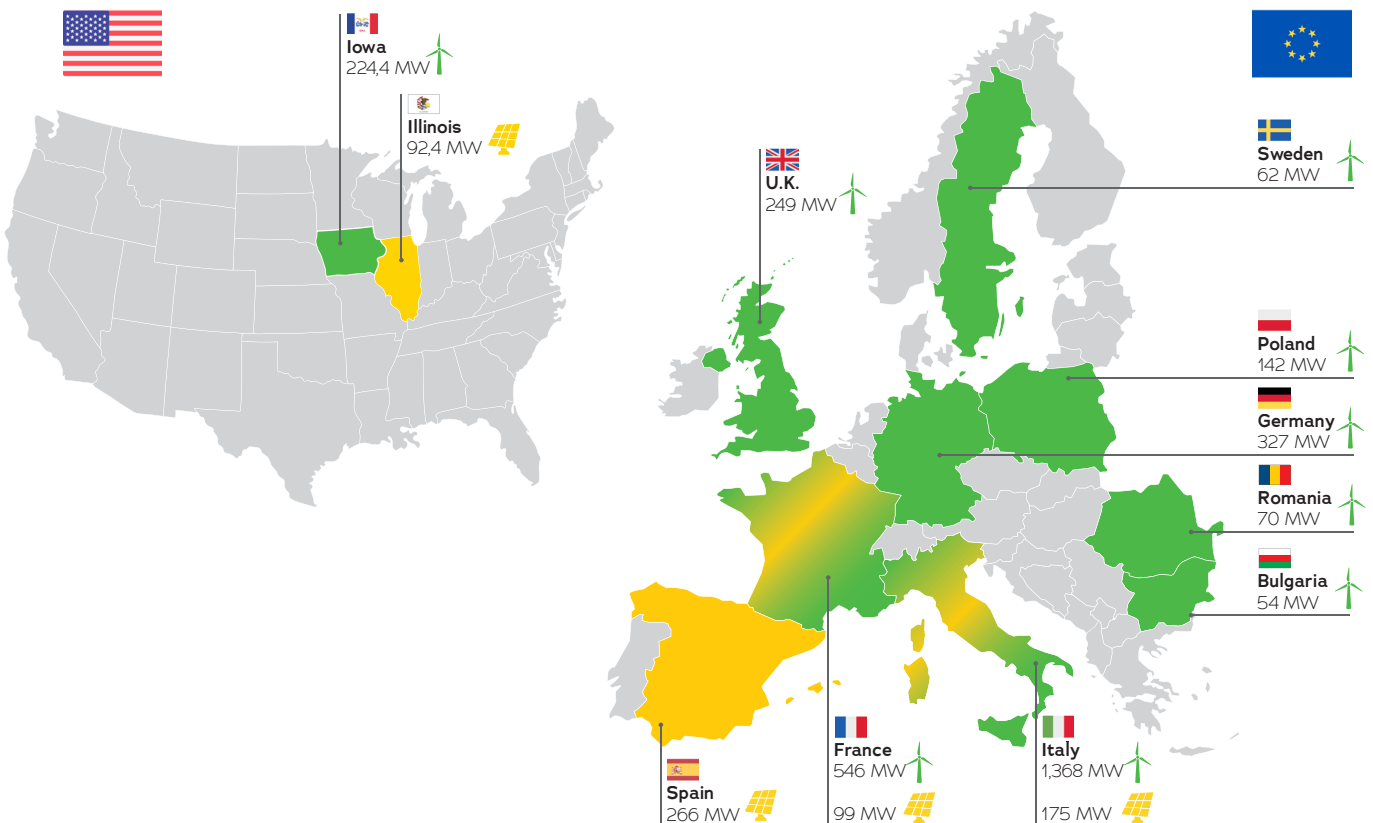 Iowa
224,4 MW
Illinois
92,4 MW
U.K.
249 MW
Sweden
62 MW
Poland
142 MW
Germany
327 MW
Romania
70 MW
Bulgaria
54 MW
France
546 MW
99 MW
Italy
1,368 MW
175 MW
Spain
266 MW